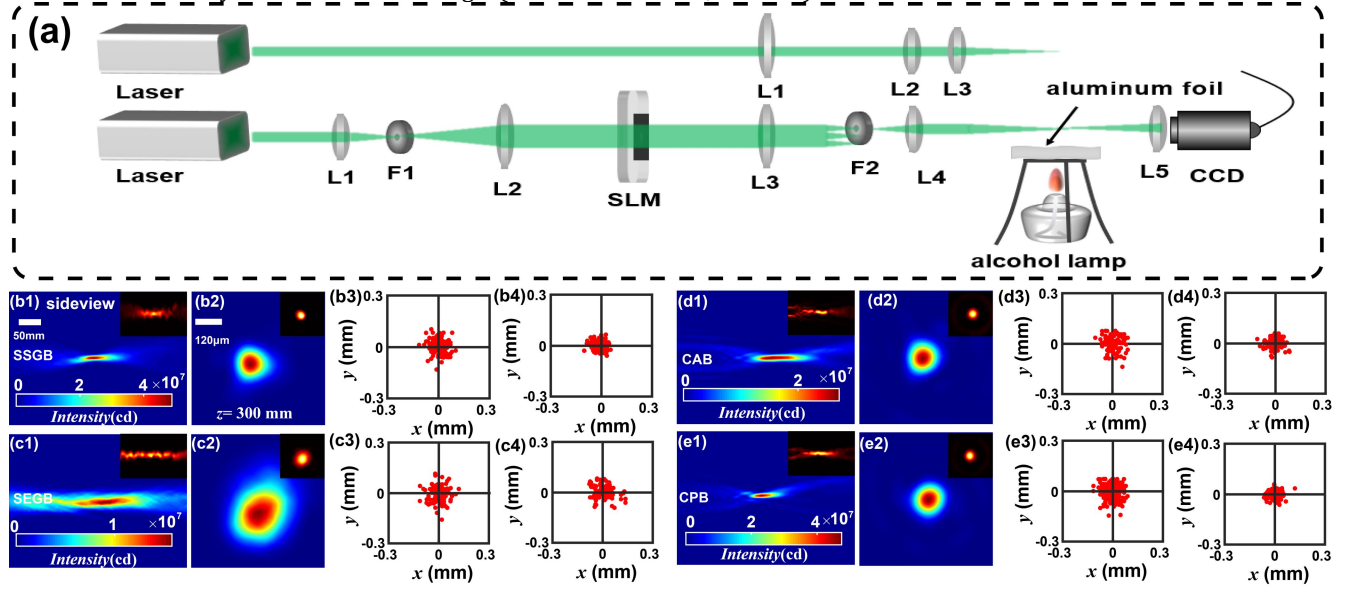 (a)
Laser
L1
L2
L3
aluminum foil
Laser
L1
F1
L2
SLM
L3
F2
L4
L5
CCD
alcohol lamp
(b1) sideview
50mm
SSGB
0 2 4 ×10⁷
Intensity(cd)
(b2)
120μm
z= 300 mm
(b3)
0.3
y (mm)
0
-0.3
-0.3 0 0.3
x (mm)
(b4)
0.3
y (mm)
0
-0.3
-0.3 0 0.3
x (mm)
(d1)
CAB
0 2 ×10⁷
Intensity(cd)
(d2)
(d3)
0.3
y (mm)
0
-0.3
-0.3 0 0.3
x (mm)
(d4)
0.3
y (mm)
0
-0.3
-0.3 0 0.3
x (mm)
(c1)
SEGB
0 1 ×10⁷
Intensity(cd)
(c2)
(c3)
0.3
y (mm)
0
-0.3
-0.3 0 0.3
x (mm)
(c4)
0.3
y (mm)
0
-0.3
-0.3 0 0.3
x (mm)
(e1)
CPB
0 2 4 ×10⁷
Intensity(cd)
(e2)
(e3)
0.3
y (mm)
0
-0.3
-0.3 0 0.3
x (mm)
(e4)
0.3
y (mm)
0
-0.3
-0.3 0 0.3
x (mm)